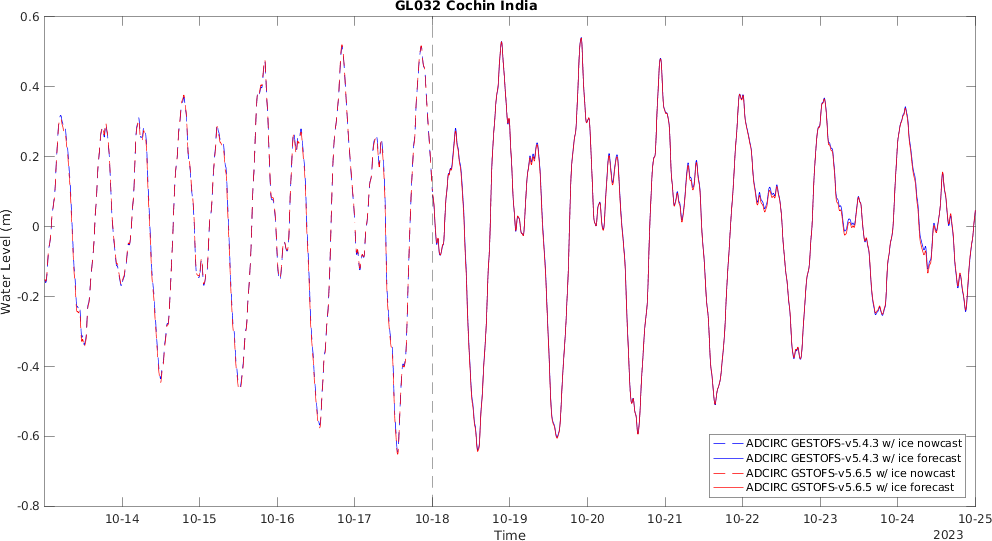 GL032 Cochin India
Water Level (m)
0.6
0.4
0.2
0
-0.2
-0.4
-0.6
-0.8
10-14 10-15 10-16 10-17 10-18 10-19 10-20 10-21 10-22 10-23 10-24 10-25
Time
2023
ADCIRC GESTOFS-v5.4.3 w/ ice nowcast
ADCIRC GESTOFS-v5.4.3 w/ ice forecast
ADCIRC GSTOFS-v5.6.5 w/ ice nowcast
ADCIRC GSTOFS-v5.6.5 w/ ice forecast